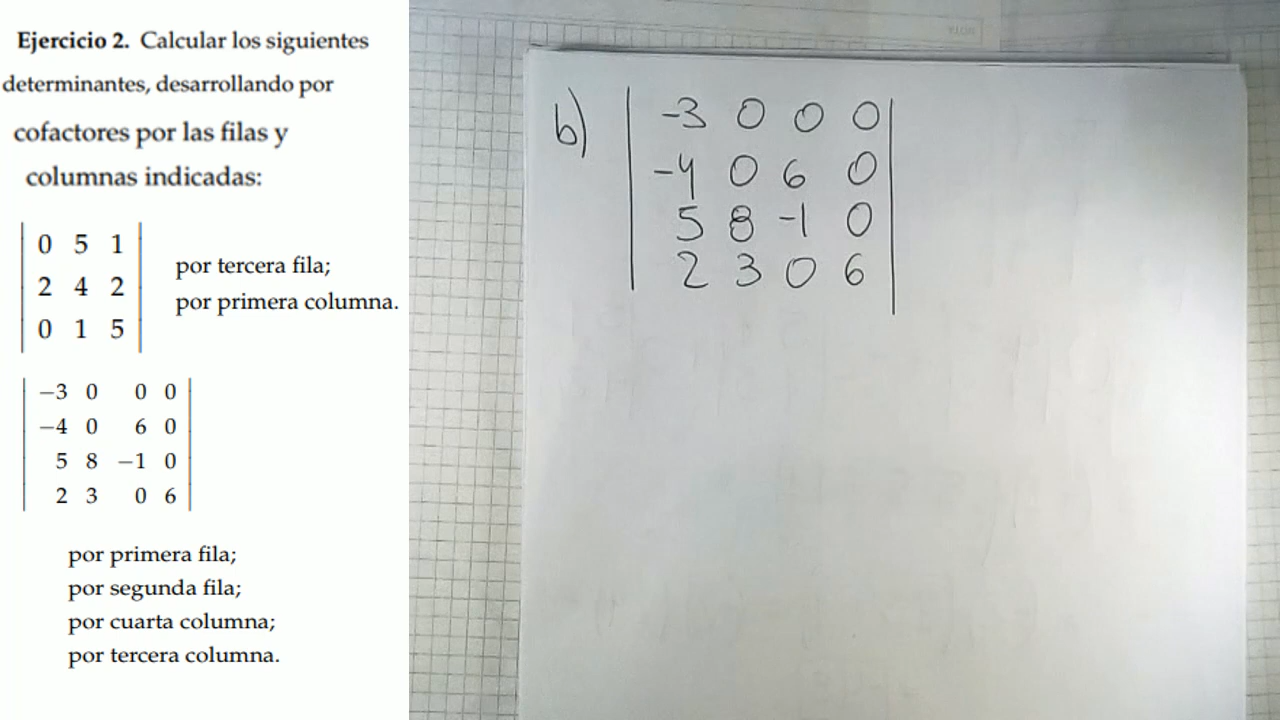 Ejercicio 2. Calcular los siguientes
determinantes, desarrollando por
cofactores por las filas y
columnas indicadas:
0 5 1
2 4 2
0 1 5
por tercera fila;
por primera columna.
−3 0 0 0
−4 0 6 0
5 8 −1 0
2 3 0 6
por primera fila;
por segunda fila;
por cuarta columna;
por tercera columna.
b)
-3 0 0 0
-4 0 6 0
5 8 -1 0
2 3 0 6